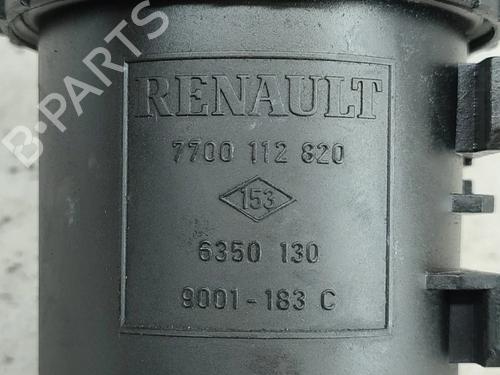 B-PARTS
RENAULT
7700 112 820
153
6350 130
9001-183 C